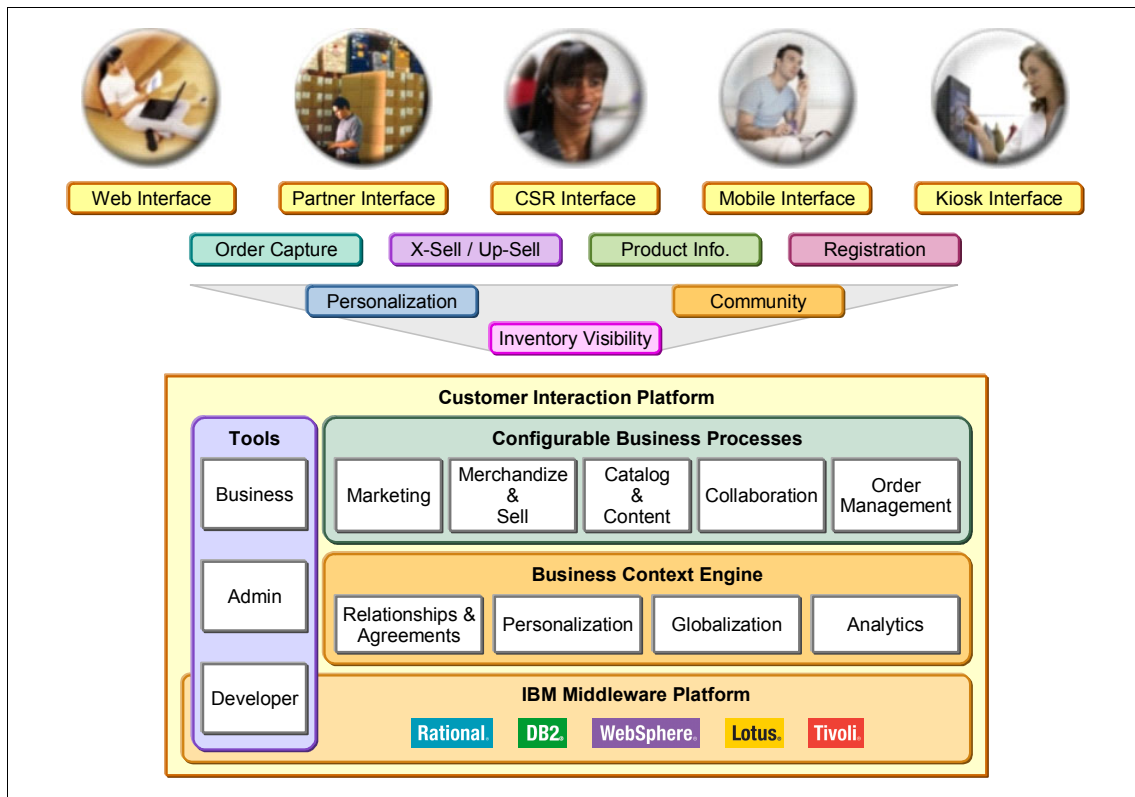 Web Interface
Partner Interface
CSR Interface
Mobile Interface
Kiosk Interface
Order Capture
X-Sell / Up-Sell
Product Info.
Registration
Personalization
Community
Inventory Visibility
Customer Interaction Platform
Tools
Business
Admin
Developer
Configurable Business Processes
Marketing
Merchandize
&
Sell
Catalog
&
Content
Collaboration
Order
Management
Business Context Engine
Relationships &
Agreements
Personalization
Globalization
Analytics
IBM Middleware Platform
Rational.
DB2.
WebSphere.
Lotus.
Tivoli.